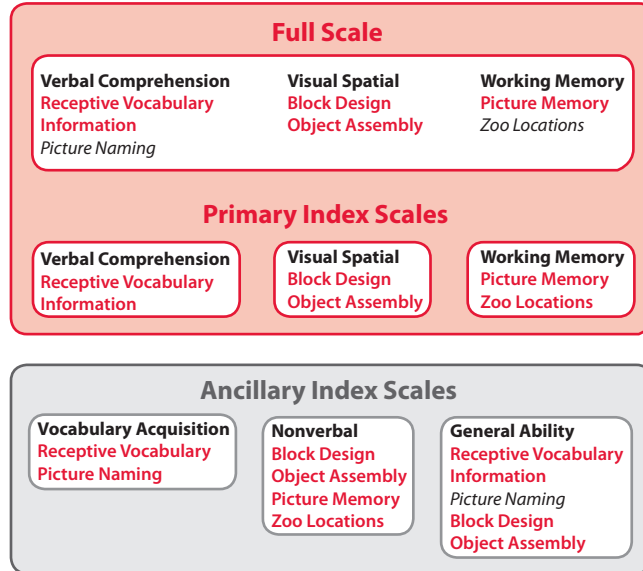 Full Scale
Verbal Comprehension
Receptive Vocabulary
Information
Picture Naming
Visual Spatial
Block Design
Object Assembly
Working Memory
Picture Memory
Zoo Locations
Primary Index Scales
Verbal Comprehension
Receptive Vocabulary
Information
Visual Spatial
Block Design
Object Assembly
Working Memory
Picture Memory
Zoo Locations
Ancillary Index Scales
Vocabulary Acquisition
Receptive Vocabulary
Picture Naming
Nonverbal
Block Design
Object Assembly
Picture Memory
Zoo Locations
General Ability
Receptive Vocabulary
Information
Picture Naming
Block Design
Object Assembly